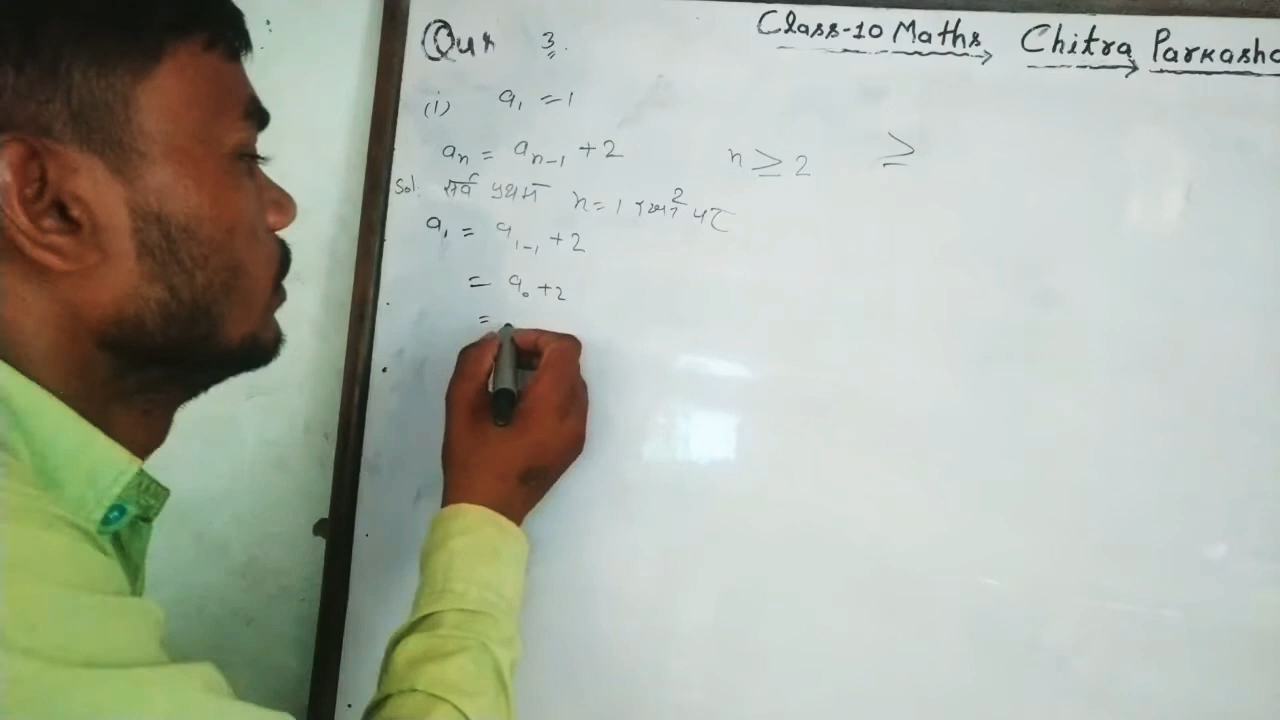 Class-10 Maths Chitra Parkasha
Qus 3.
(i) a₁ = 1
aₙ = aₙ₋₁ + 2 n ≥ 2 ≥
Sol. सर्व प्रथम n = 1 रखने पर
a₁ = a₁₋₁ + 2
= a₀ + 2
=